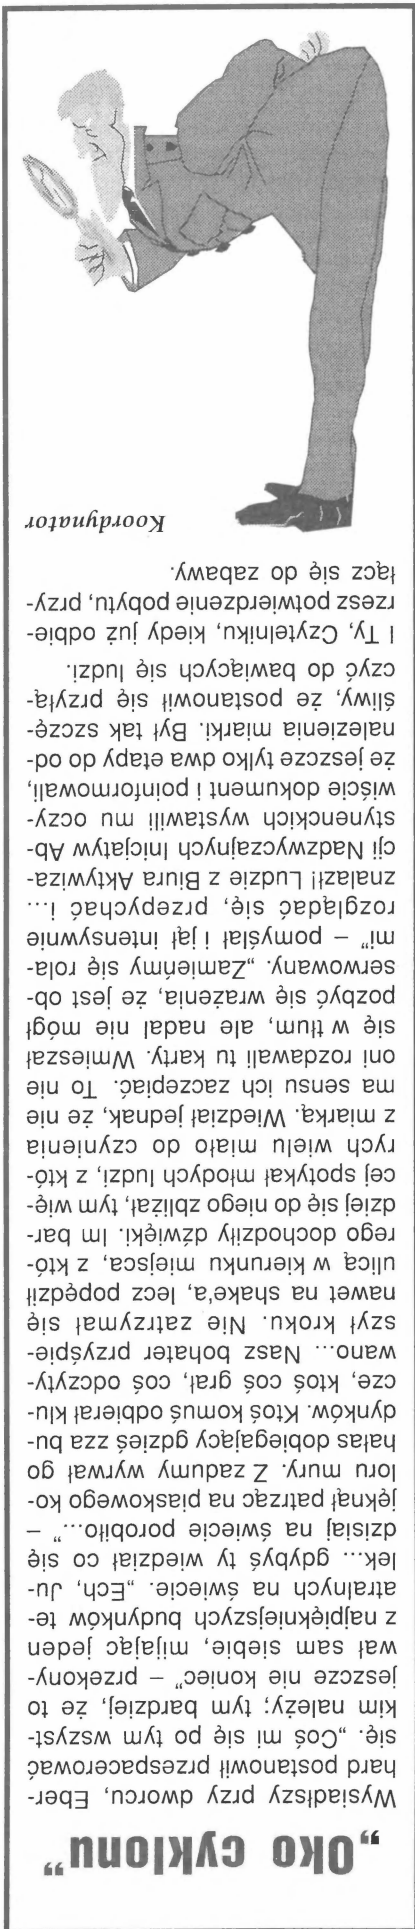 „Oko cyklonu”
Wysiadłszy przy dworcu, Eber-
hard postanowił przespacerować
się. „Coś mi się po tym wszyst-
kim należy; tym bardziej, że to
jeszcze nie koniec” – przekony-
wał sam siebie, mijając jeden
z najpiękniejszych budynków te-
atralnych na świecie. „Ech, Ju-
lek... gdybyś ty wiedział co się
dzisiaj na świecie porobiło...” –
jęknął patrząc na piaskowego ko-
loru mury. Z zadumy wyrwał go
hałas dobiegający gdzieś zza bu-
dynków. Ktoś komuś odbierał klu-
cze, ktoś coś grał, coś odczyty-
wano... Nasz bohater przyśpie-
szył kroku. Nie zatrzymał się
nawet na shake'a, lecz popędził
ulicą w kierunku miejsca, z któ-
rego dochodziły dźwięki. Im bar-
dziej się do niego zbliżał, tym wię-
cej spotykał młodych ludzi, z któ-
rych wielu miało do czynienia
z miarką. Wiedział jednak, że nie
ma sensu ich zaczepiać. To nie
oni rozdawali tu karty. Wmieszał
się w tłum, ale nadal nie mógł
pozbyć się wrażenia, że jest ob-
serwowany. „Zamieńmy się rola-
mi” – pomyślał i jął intensywnie
rozglądać się, przepychać i...
znalazł! Ludzie z Biura Aktywiza-
cji Nadzwyczajnych Inicjatyw Ab-
stynenckich wystawili mu oczy-
wiście dokument i poinformowali,
że jeszcze tylko dwa etapy do od-
nalezienia miarki. Był tak szczę-
śliwy, że postanowił się przyłą-
czyć do bawiących się ludzi.
I Ty, Czytelniku, kiedy już odbie-
rzesz potwierdzenie pobytu, przy-
łącz się do zabawy.
Koordynator